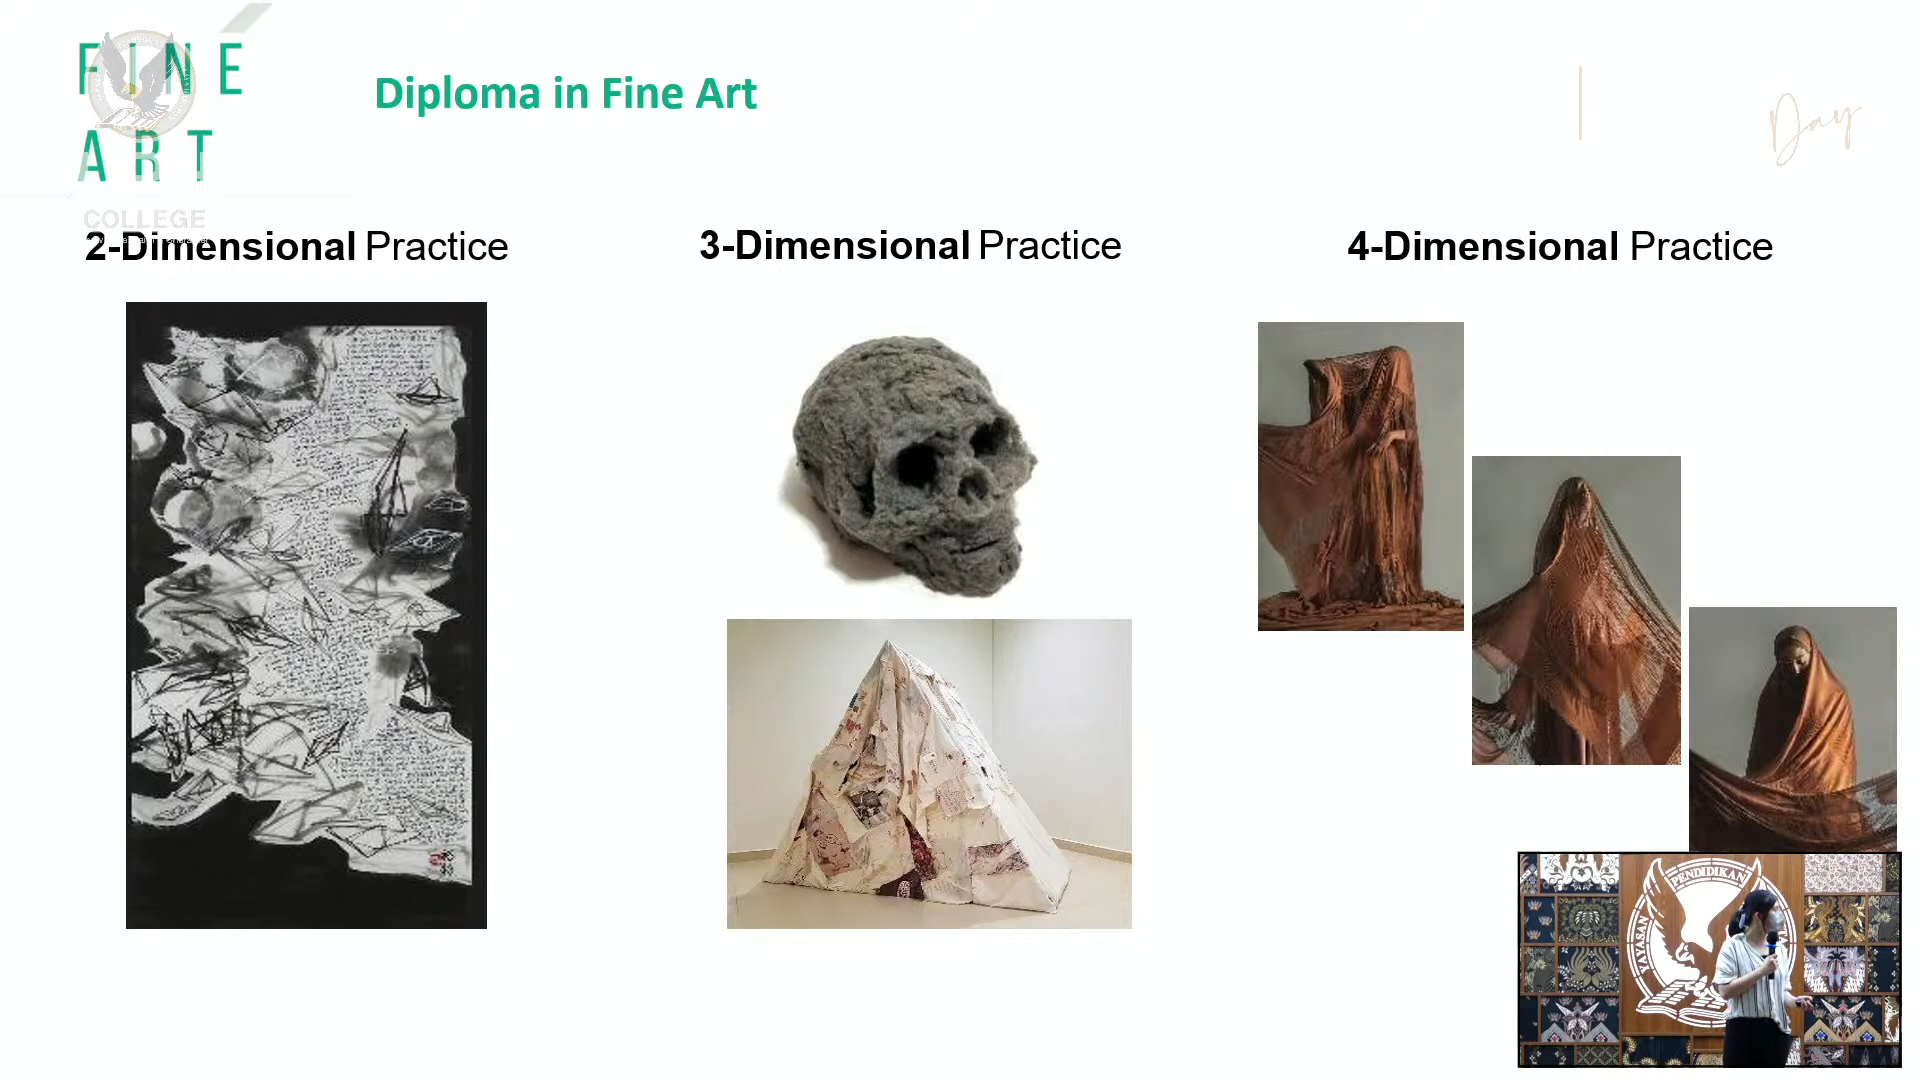 FINE
ART
Diploma in Fine Art
Day
COLLEGE
2-Dimensional Practice
3-Dimensional Practice
4-Dimensional Practice
YAYASAN PENDIDIKAN